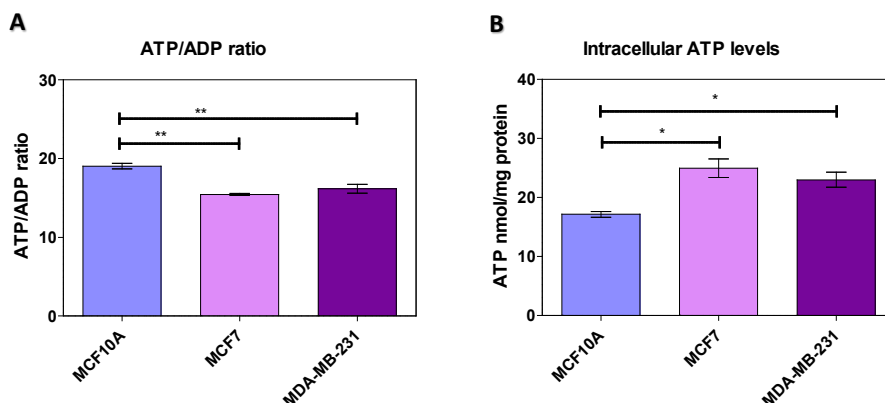 A
ATP/ADP ratio
ATP/ADP ratio
30
20
10
0
**
**
MCF10A
MCF7
MDA-MB-231
B
Intracellular ATP levels
ATP nmol/mg protein
40
30
20
10
0
*
*
MCF10A
MCF7
MDA-MB-231